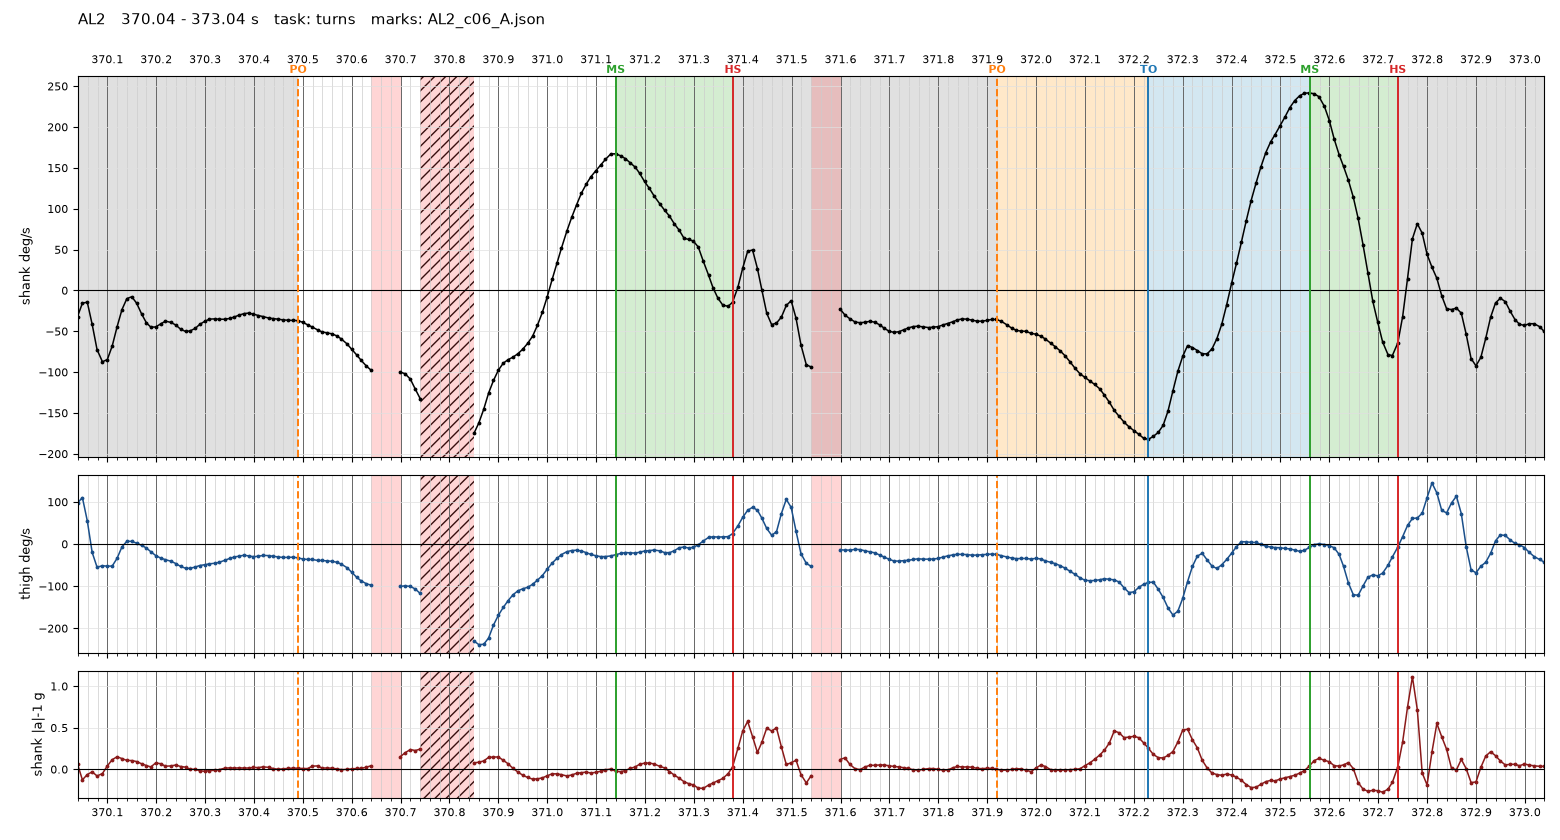 AL2   370.04 - 373.04 s   task: turns   marks: AL2_c06_A.json
370.1 370.2 370.3 370.4 370.5 370.6 370.7 370.8 370.9 371.0 371.1 371.2 371.3 371.4 371.5 371.6 371.7 371.8 371.9 372.0 372.1 372.2 372.3 372.4 372.5 372.6 372.7 372.8 372.9 373.0
PO MS HS PO TO MS HS
250
200
150
100
50
0
−50
−100
−150
−200
shank deg/s
100
0
−100
−200
thigh deg/s
1.0
0.5
0.0
shank |a|-1 g
370.1 370.2 370.3 370.4 370.5 370.6 370.7 370.8 370.9 371.0 371.1 371.2 371.3 371.4 371.5 371.6 371.7 371.8 371.9 372.0 372.1 372.2 372.3 372.4 372.5 372.6 372.7 372.8 372.9 373.0